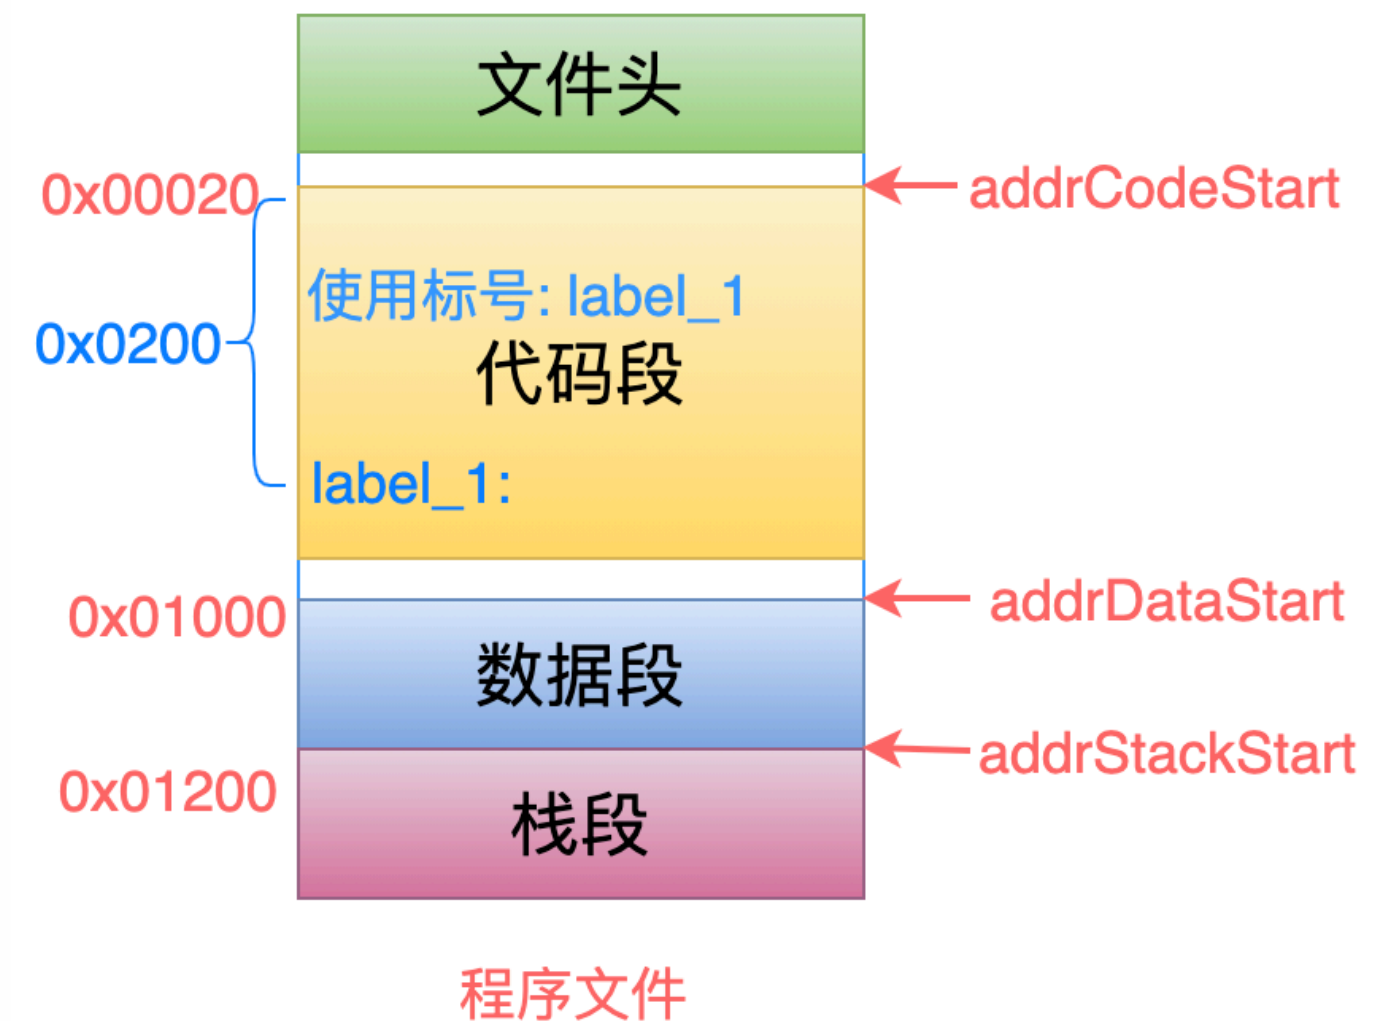 文件头
0x00020
addrCodeStart
使用标号: label_1
0x0200
代码段
label_1:
0x01000
addrDataStart
数据段
addrStackStart
0x01200
栈段
程序文件